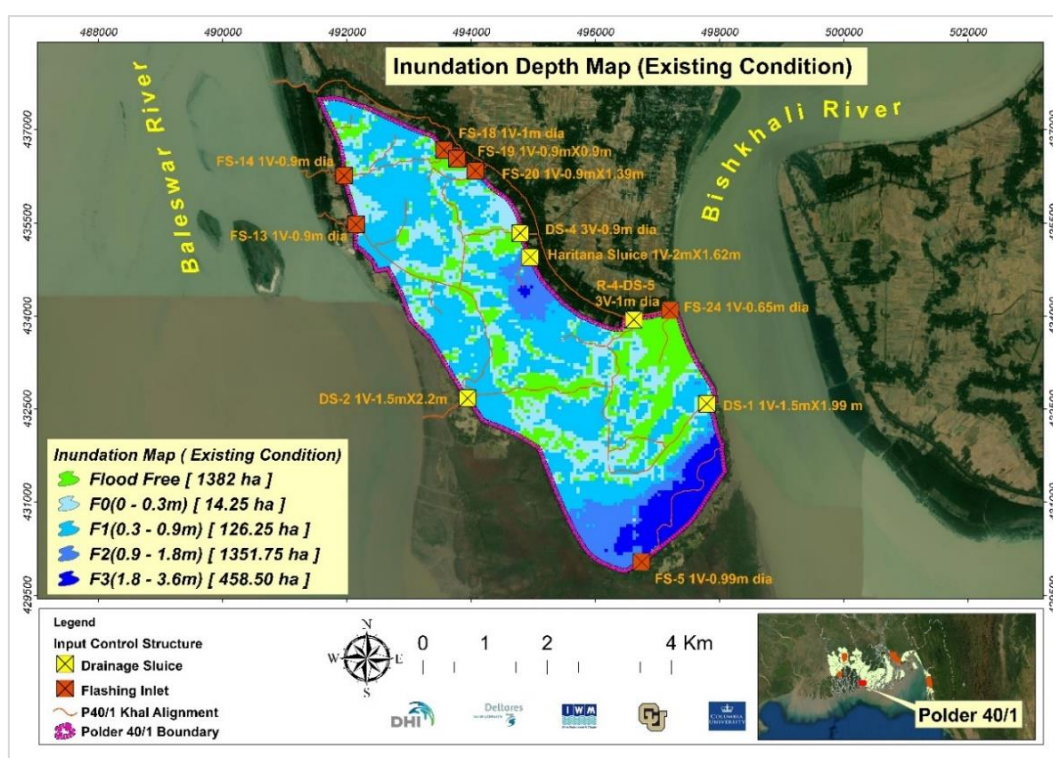 488000 490000 492000 494000 496000 498000 500000 502000
Inundation Depth Map (Existing Condition)
Baleswar River
Bishkhali River
437000
435500
434000
432500
431000
429500
437000
435500
434000
432500
431000
429500
FS-18 1V-1m dia
FS-19 1V-0.9mX0.9m
FS-14 1V-0.9m dia
FS-20 1V-0.9mX1.39m
FS-13 1V-0.9m dia
DS-4 3V-0.9m dia
Haritana Sluice 1V-2mX1.62m
R-4-DS-5
3V-1m dia
FS-24 1V-0.65m dia
DS-2 1V-1.5mX2.2m
DS-1 1V-1.5mX1.99 m
FS-5 1V-0.99m dia
Inundation Map ( Existing Condition)
Flood Free [ 1382 ha ]
F0(0 - 0.3m) [ 14.25 ha ]
F1(0.3 - 0.9m) [ 126.25 ha ]
F2(0.9 - 1.8m) [ 1351.75 ha ]
F3(1.8 - 3.6m) [ 458.50 ha ]
Legend
Input Control Structure
Drainage Sluice
Flashing Inlet
P40/1 Khal Alignment
Polder 40/1 Boundary
N
W E
S
0 1 2 4 Km
DHI
Deltares
IWM
CU
COLUMBIA
UNIVERSITY
Polder 40/1